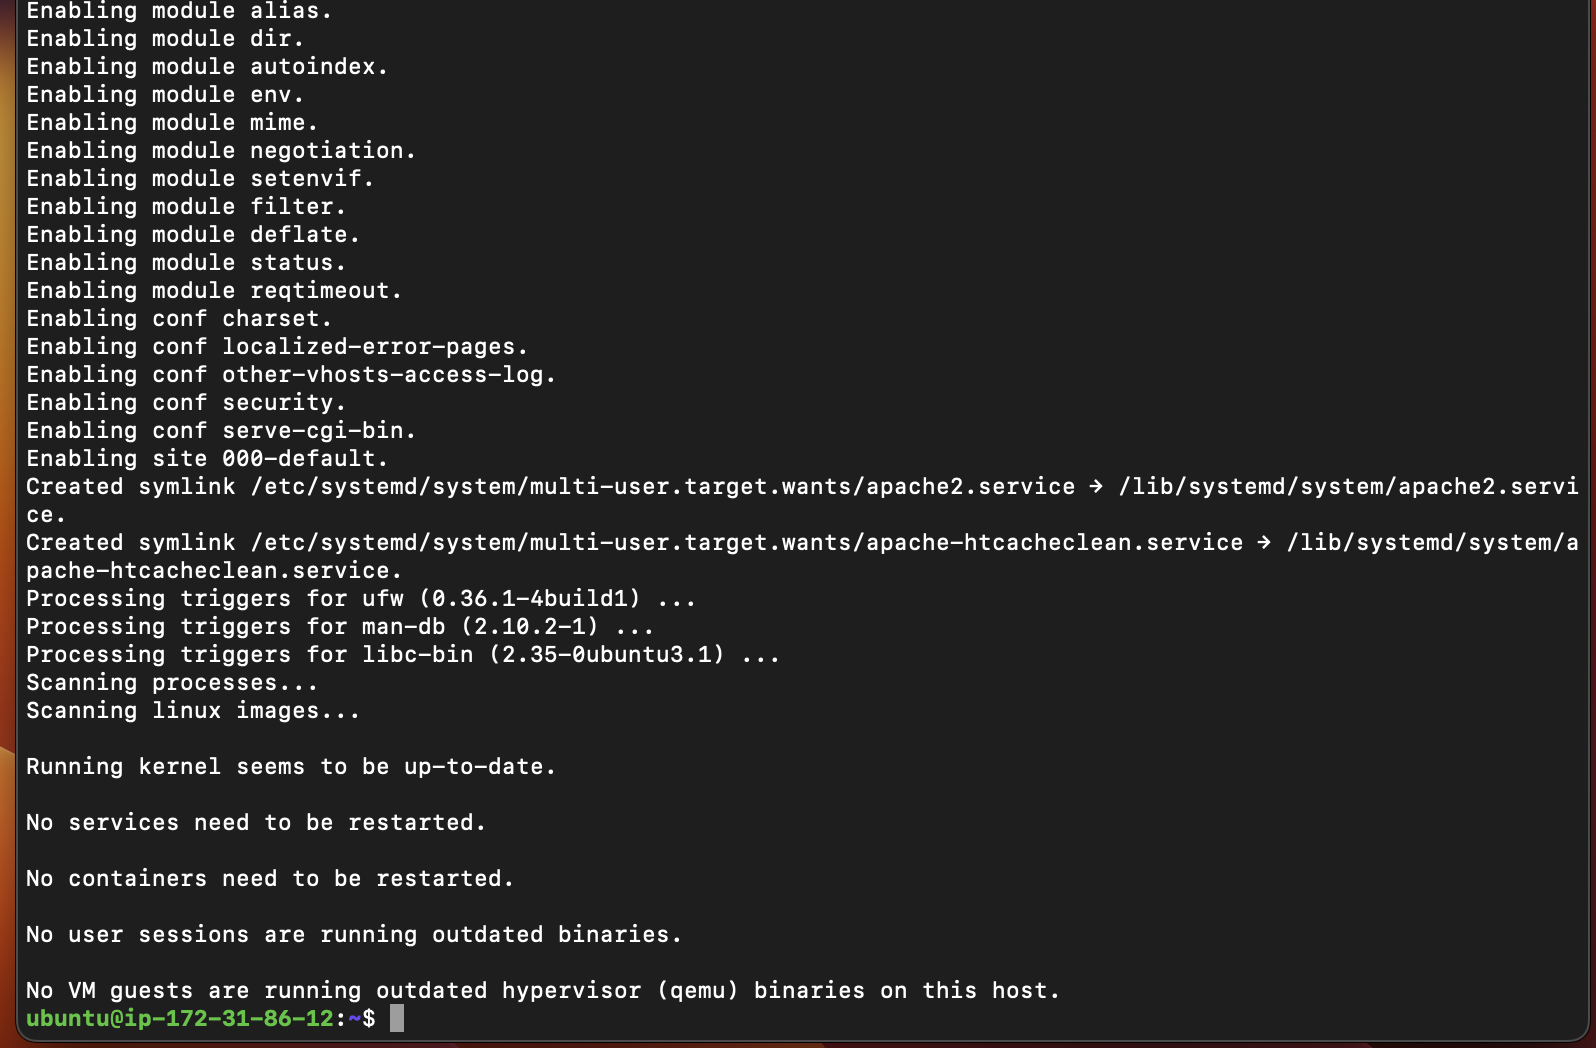 Enabling module alias.
Enabling module dir.
Enabling module autoindex.
Enabling module env.
Enabling module mime.
Enabling module negotiation.
Enabling module setenvif.
Enabling module filter.
Enabling module deflate.
Enabling module status.
Enabling module reqtimeout.
Enabling conf charset.
Enabling conf localized-error-pages.
Enabling conf other-vhosts-access-log.
Enabling conf security.
Enabling conf serve-cgi-bin.
Enabling site 000-default.
Created symlink /etc/systemd/system/multi-user.target.wants/apache2.service → /lib/systemd/system/apache2.servi
ce.
Created symlink /etc/systemd/system/multi-user.target.wants/apache-htcacheclean.service → /lib/systemd/system/a
pache-htcacheclean.service.
Processing triggers for ufw (0.36.1-4build1) ...
Processing triggers for man-db (2.10.2-1) ...
Processing triggers for libc-bin (2.35-0ubuntu3.1) ...
Scanning processes...
Scanning linux images...
Running kernel seems to be up-to-date.
No services need to be restarted.
No containers need to be restarted.
No user sessions are running outdated binaries.
No VM guests are running outdated hypervisor (qemu) binaries on this host.
ubuntu@ip-172-31-86-12:~$